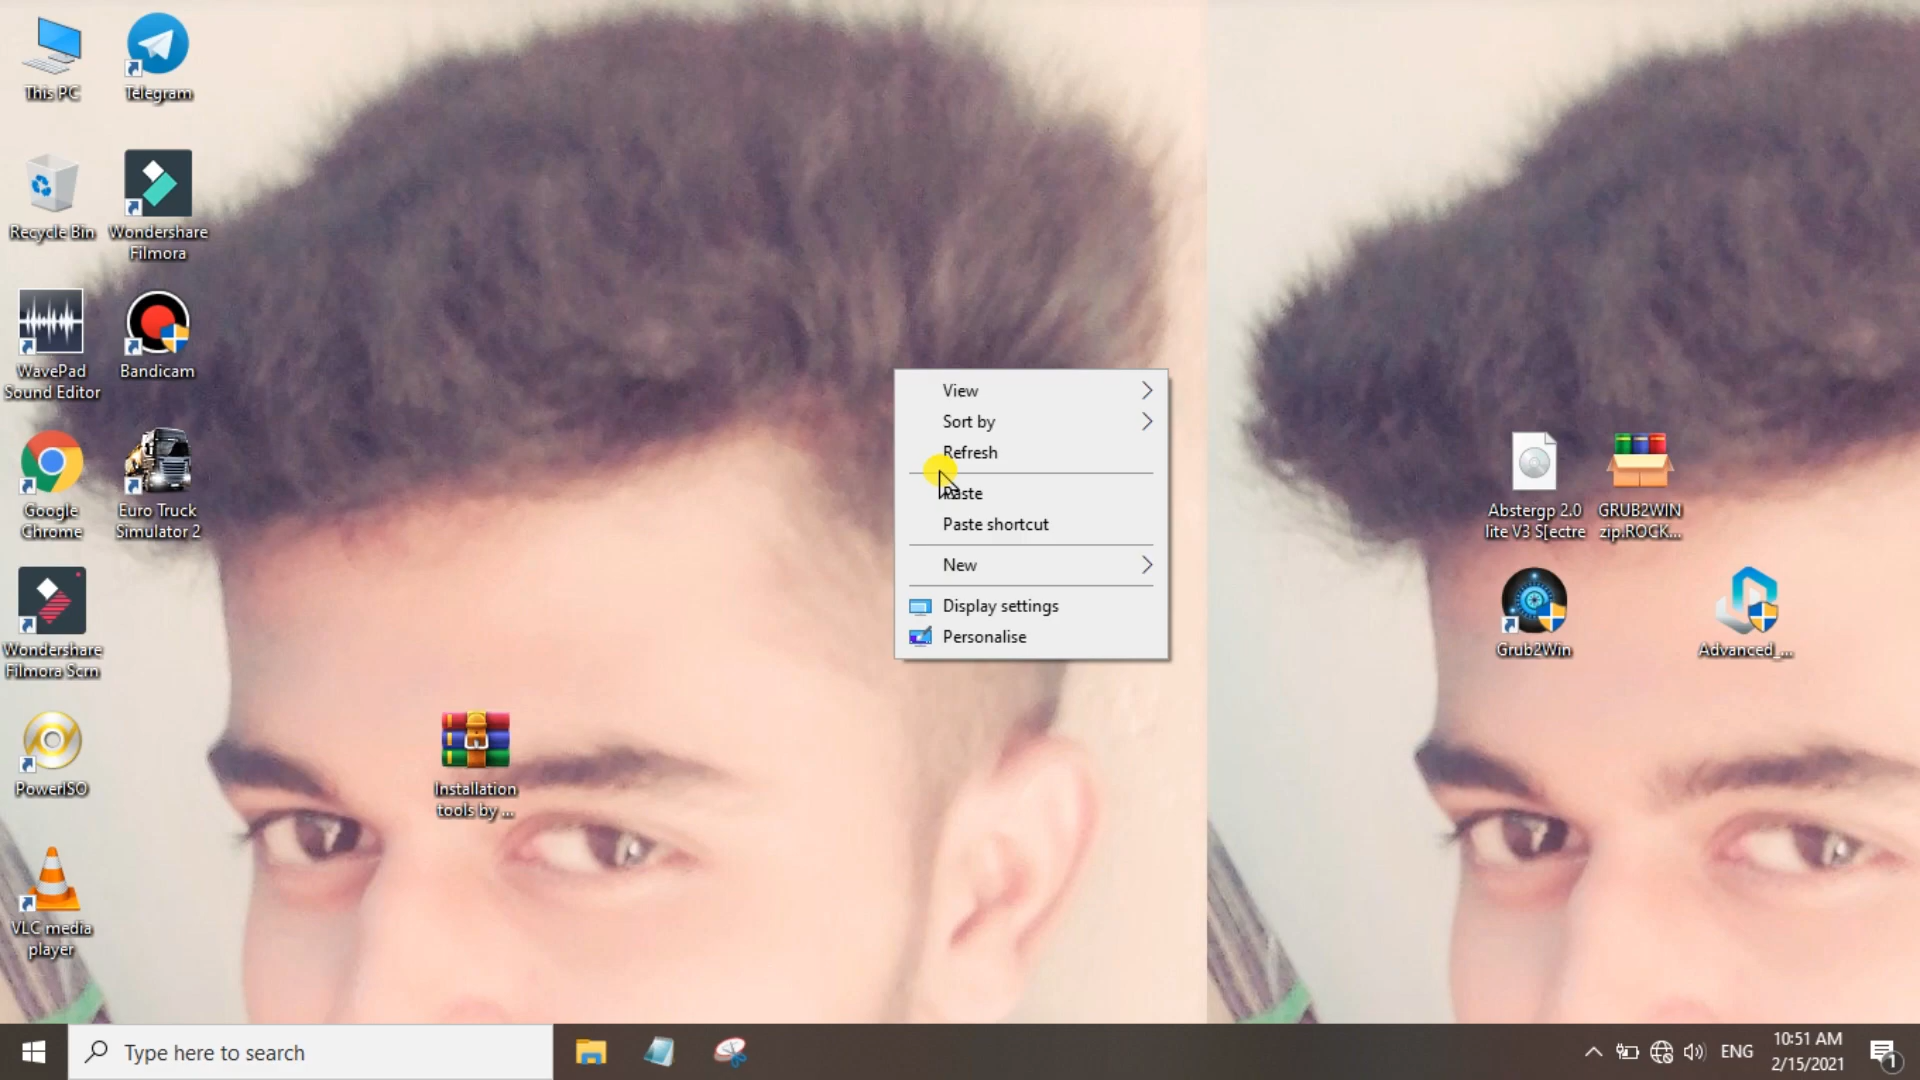 This PC
Telegram
Recycle Bin
Wondershare
Filmora
WavePad
Sound Editor
Bandicam
Google
Chrome
Euro Truck
Simulator 2
Wondershare
Filmora Scrn
PowerISO
VLC media
player
Installation
tools by ...
View
Sort by
Refresh
Paste
Paste shortcut
New
Display settings
Personalise
Abstergp 2.0
lite V3 S[ectre
GRUB2WIN
zip.ROCK...
Grub2Win
Advanced_...
Type here to search
ENG
10:51 AM
2/15/2021
1